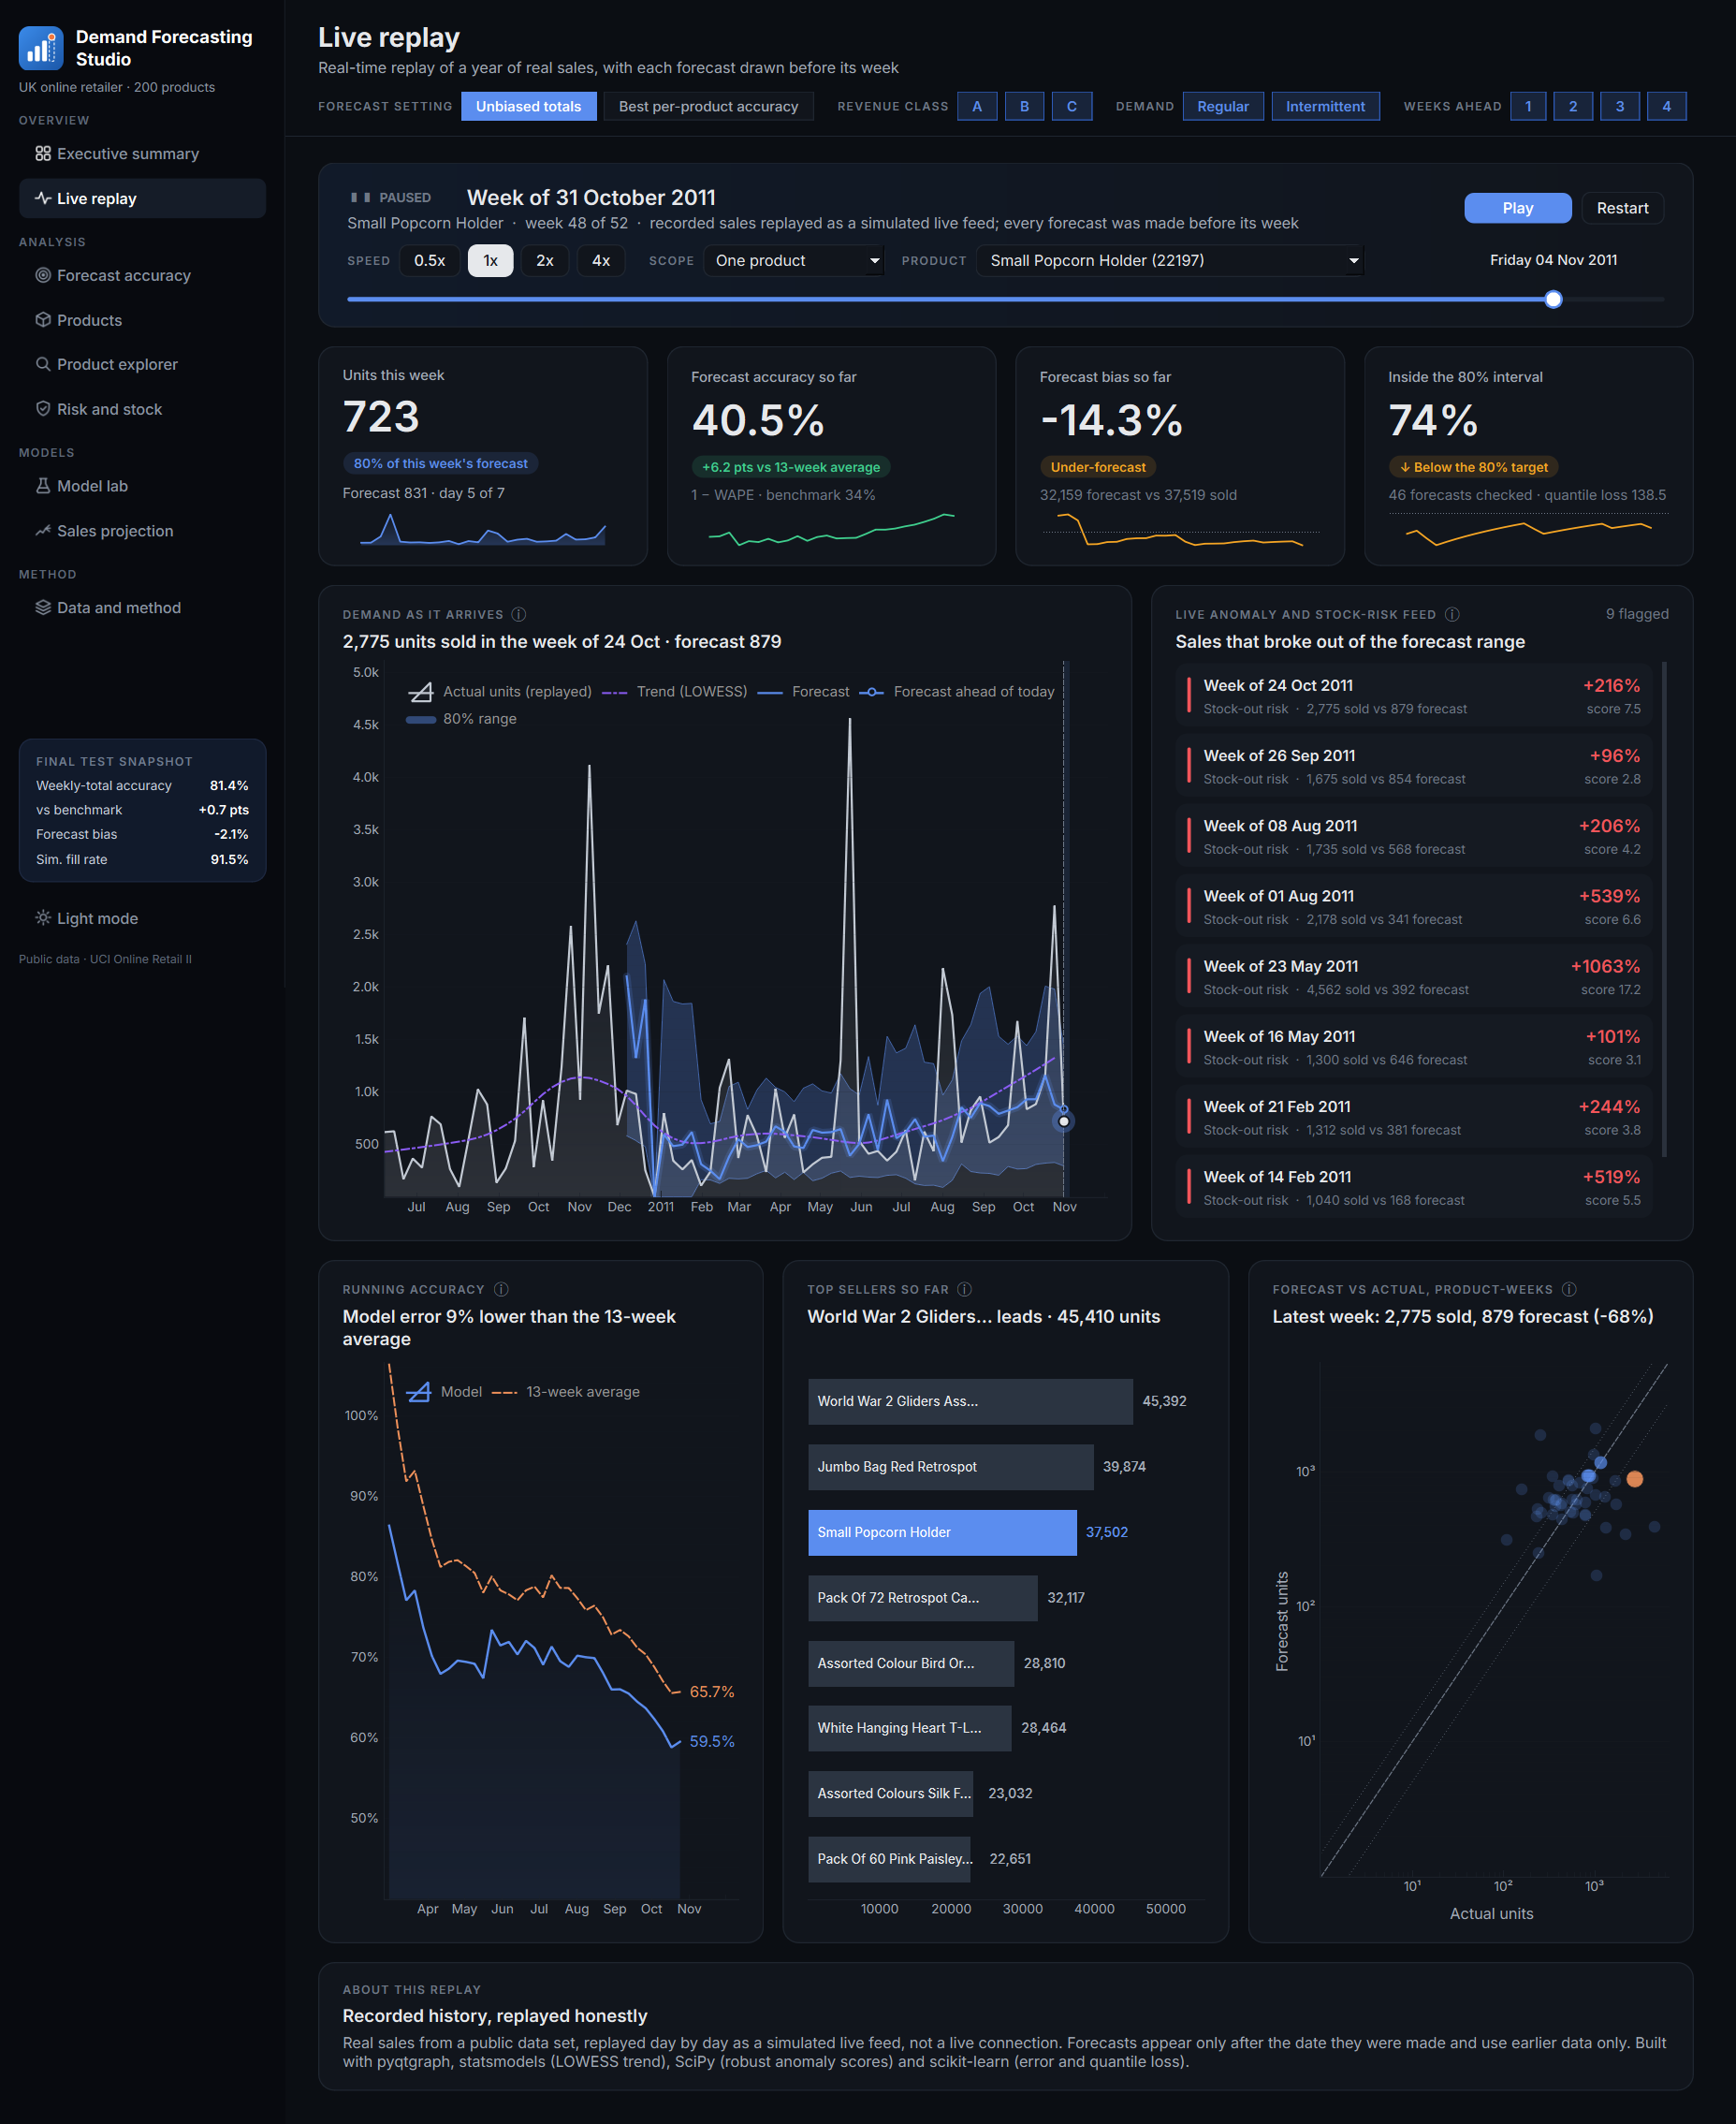 Demand Forecasting
Studio
UK online retailer · 200 products
OVERVIEW
Executive summary
Live replay
ANALYSIS
Forecast accuracy
Products
Product explorer
Risk and stock
MODELS
Model lab
Sales projection
METHOD
Data and method
FINAL TEST SNAPSHOT
Weekly-total accuracy 81.4%
vs benchmark +0.7 pts
Forecast bias -2.1%
Sim. fill rate 91.5%
Light mode
Public data · UCI Online Retail II
Live replay
Real-time replay of a year of real sales, with each forecast drawn before its week
FORECAST SETTING Unbiased totals Best per-product accuracy REVENUE CLASS A B C DEMAND Regular Intermittent WEEKS AHEAD 1 2 3 4
PAUSED Week of 31 October 2011
Small Popcorn Holder · week 48 of 52 · recorded sales replayed as a simulated live feed; every forecast was made before its week
Play Restart
SPEED 0.5x 1x 2x 4x SCOPE One product PRODUCT Small Popcorn Holder (22197) Friday 04 Nov 2011
Units this week
723
80% of this week's forecast
Forecast 831 · day 5 of 7
Forecast accuracy so far
40.5%
+6.2 pts vs 13-week average
1 − WAPE · benchmark 34%
Forecast bias so far
-14.3%
Under-forecast
32,159 forecast vs 37,519 sold
Inside the 80% interval
74%
↓ Below the 80% target
46 forecasts checked · quantile loss 138.5
DEMAND AS IT ARRIVES ⓘ
2,775 units sold in the week of 24 Oct · forecast 879
Actual units (replayed) Trend (LOWESS) Forecast Forecast ahead of today
80% range
5.0k
4.5k
4.0k
3.5k
3.0k
2.5k
2.0k
1.5k
1.0k
500
Jul Aug Sep Oct Nov Dec 2011 Feb Mar Apr May Jun Jul Aug Sep Oct Nov
LIVE ANOMALY AND STOCK-RISK FEED ⓘ 9 flagged
Sales that broke out of the forecast range
Week of 24 Oct 2011 +216%
Stock-out risk · 2,775 sold vs 879 forecast score 7.5
Week of 26 Sep 2011 +96%
Stock-out risk · 1,675 sold vs 854 forecast score 2.8
Week of 08 Aug 2011 +206%
Stock-out risk · 1,735 sold vs 568 forecast score 4.2
Week of 01 Aug 2011 +539%
Stock-out risk · 2,178 sold vs 341 forecast score 6.6
Week of 23 May 2011 +1063%
Stock-out risk · 4,562 sold vs 392 forecast score 17.2
Week of 16 May 2011 +101%
Stock-out risk · 1,300 sold vs 646 forecast score 3.1
Week of 21 Feb 2011 +244%
Stock-out risk · 1,312 sold vs 381 forecast score 3.8
Week of 14 Feb 2011 +519%
Stock-out risk · 1,040 sold vs 168 forecast score 5.5
RUNNING ACCURACY ⓘ
Model error 9% lower than the 13-week
average
Model 13-week average
100%
90%
80%
70%
60%
50%
65.7%
59.5%
Apr May Jun Jul Aug Sep Oct Nov
TOP SELLERS SO FAR ⓘ
World War 2 Gliders… leads · 45,410 units
World War 2 Gliders Ass… 45,392
Jumbo Bag Red Retrospot 39,874
Small Popcorn Holder 37,502
Pack Of 72 Retrospot Ca… 32,117
Assorted Colour Bird Or… 28,810
White Hanging Heart T-L… 28,464
Assorted Colours Silk F… 23,032
Pack Of 60 Pink Paisley… 22,651
10000 20000 30000 40000 50000
FORECAST VS ACTUAL, PRODUCT-WEEKS ⓘ
Latest week: 2,775 sold, 879 forecast (-68%)
Forecast units
10³
10²
10¹
10¹ 10² 10³
Actual units
ABOUT THIS REPLAY
Recorded history, replayed honestly
Real sales from a public data set, replayed day by day as a simulated live feed, not a live connection. Forecasts appear only after the date they were made and use earlier data only. Built
with pyqtgraph, statsmodels (LOWESS trend), SciPy (robust anomaly scores) and scikit-learn (error and quantile loss).